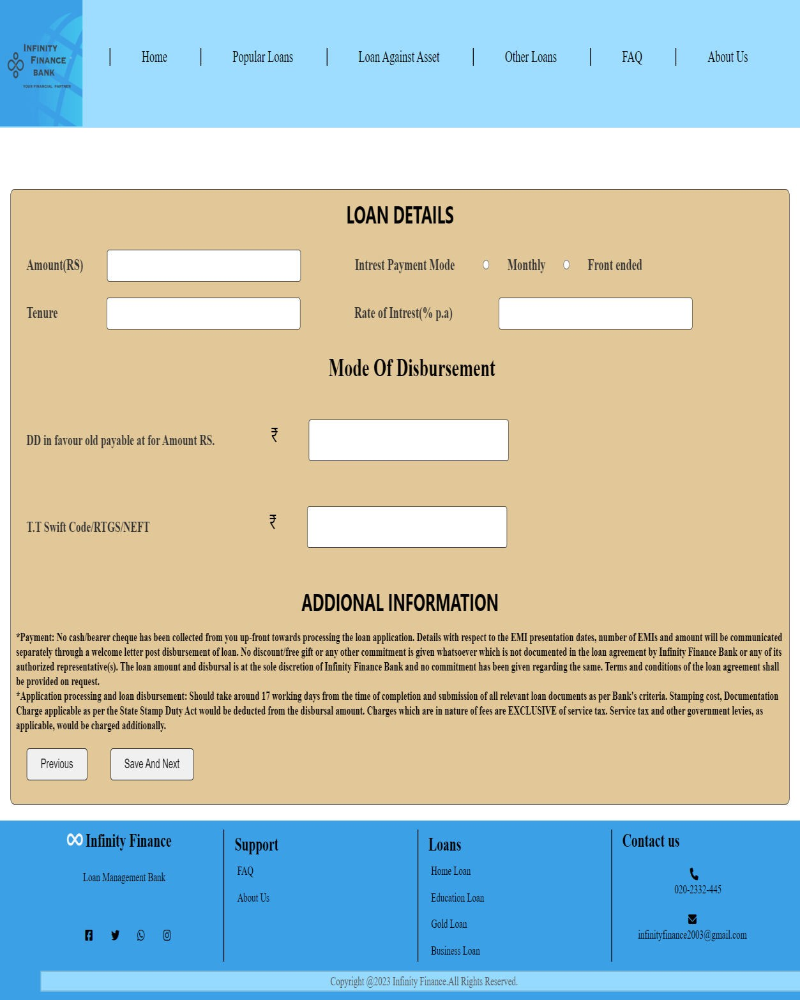 INFINITY
FINANCE
BANK
YOUR FINANCIAL PARTNER
Home
Popular Loans
Loan Against Asset
Other Loans
FAQ
About Us
LOAN DETAILS
Amount(RS)
Intrest Payment Mode
Monthly
Front ended
Tenure
Rate of Intrest(% p.a)
Mode Of Disbursement
DD in favour old payable at for Amount RS.
₹
T.T Swift Code/RTGS/NEFT
₹
ADDIONAL INFORMATION
*Payment: No cash/bearer cheque has been collected from you up-front towards processing the loan application. Details with respect to the EMI presentation dates, number of EMIs and amount will be communicated
separately through a welcome letter post disbursement of loan. No discount/free gift or any other commitment is given whatsoever which is not documented in the loan agreement by Infinity Finance Bank or any of its
authorized representative(s). The loan amount and disbursal is at the sole discretion of Infinity Finance Bank and no commitment has been given regarding the same. Terms and conditions of the loan agreement shall
be provided on request.
*Application processing and loan disbursement: Should take around 17 working days from the time of completion and submission of all relevant loan documents as per Bank's criteria. Stamping cost, Documentation
Charge applicable as per the State Stamp Duty Act would be deducted from the disbursal amount. Charges which are in nature of fees are EXCLUSIVE of service tax. Service tax and other government levies, as
applicable, would be charged additionally.
Previous
Save And Next
Infinity Finance
Loan Management Bank
Support
FAQ
About Us
Loans
Home Loan
Education Loan
Gold Loan
Business Loan
Contact us
020-2332-445
infinityfinance2003@gmail.com
Copyright @2023 Infinity Finance.All Rights Reserved.